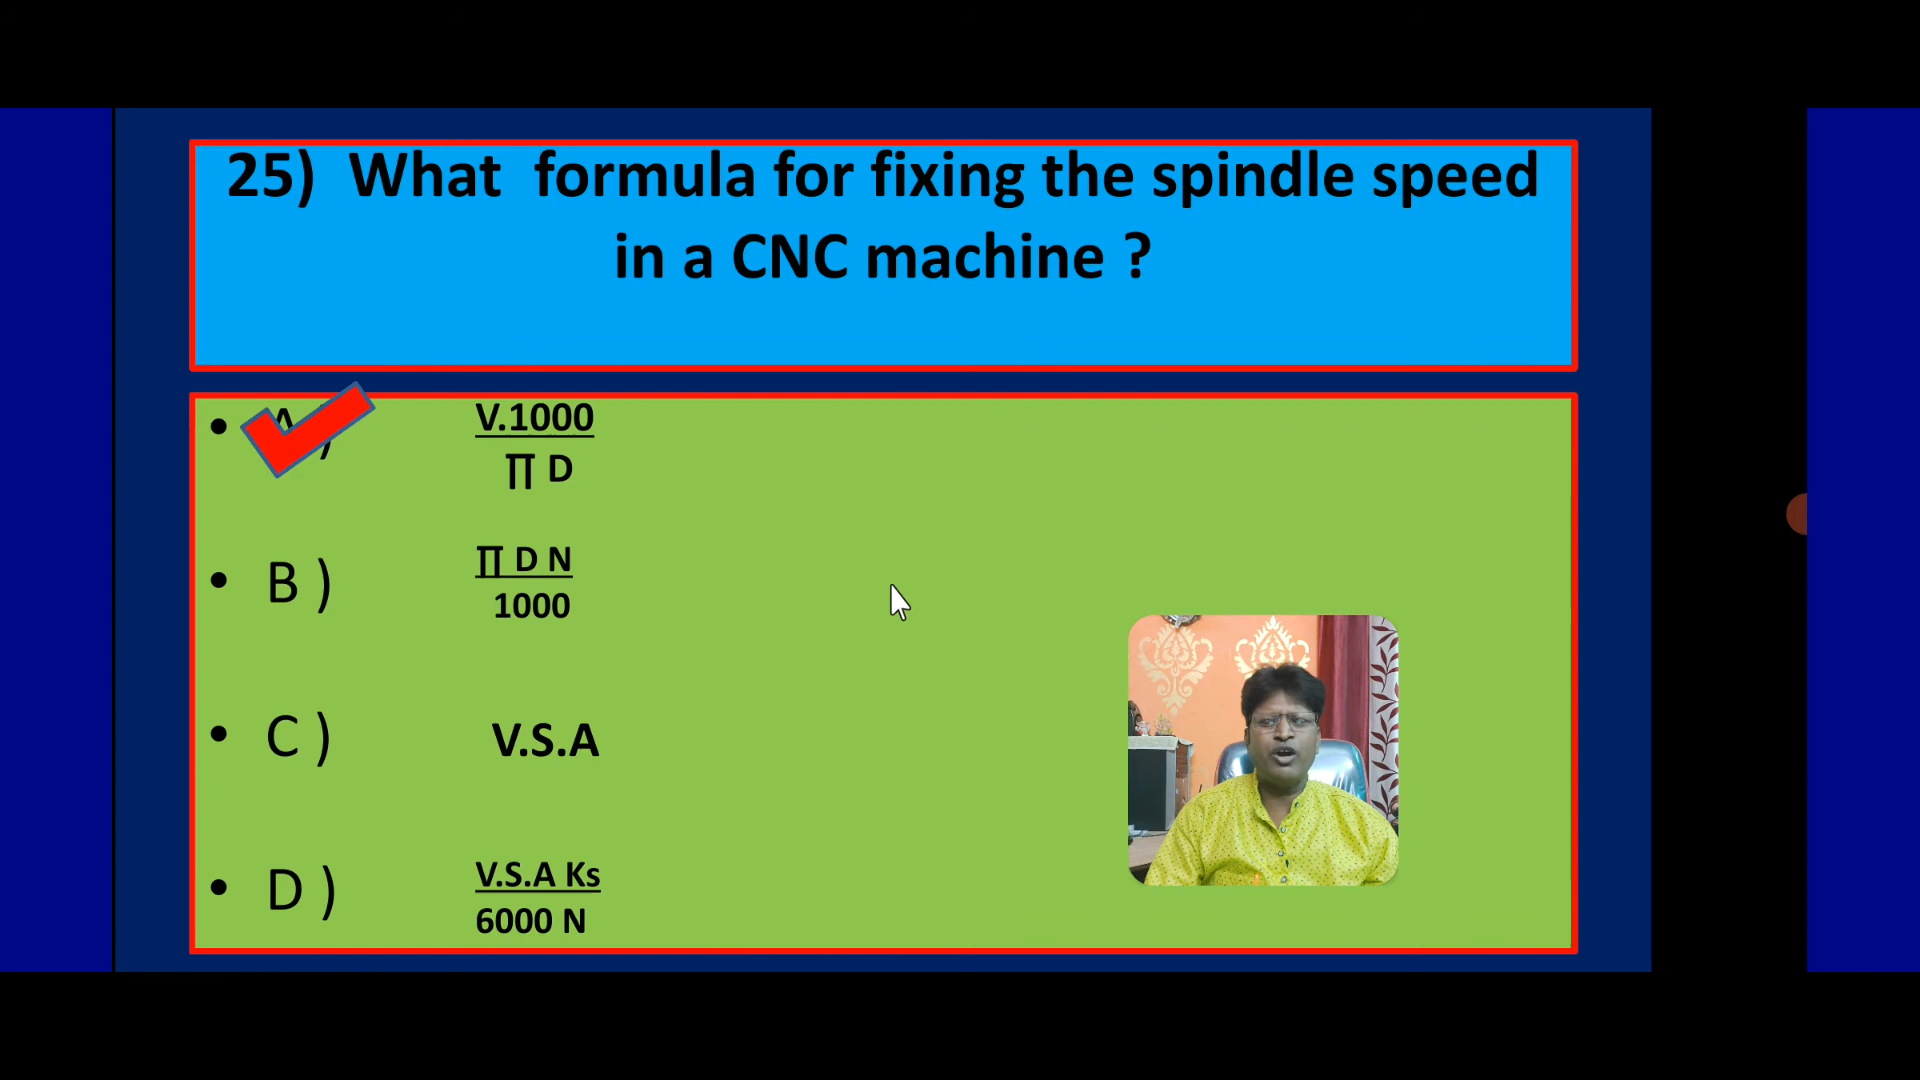 25) What formula for fixing the spindle speed
in a CNC machine ?
• A )
V.1000
∏ D
• B )
∏ D N
1000
• C )
V.S.A
• D )
V.S.A Ks
6000 N